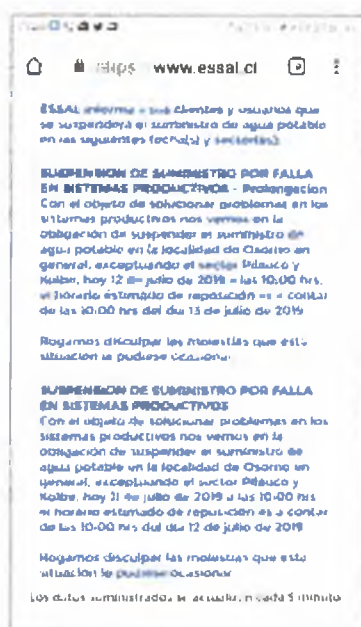 www.essal.cl
ESSAL informa a sus clientes y usuarios que
se suspenderá el suministro de agua potable
en las siguientes fecha(s) y sector(es):
SUSPENSION DE SUMINISTRO POR FALLA
EN SISTEMAS PRODUCTIVOS - Prolongacion
Con el objeto de solucionar problemas en los
sistemas productivos nos vemos en la
obligación de suspender el suministro de
agua potable en la localidad de Osorno en
general, exceptuando el sector Pilauco y
Kolbe, hoy 12 de julio de 2019 a las 10:00 hrs,
el horario estimado de reposición es a contar
de las 10:00 hrs del dia 13 de julio de 2019
Rogamos disculpar las molestias que esta
situación le pudiese ocasionar
SUSPENSION DE SUMINISTRO POR FALLA
EN SISTEMAS PRODUCTIVOS
Con el objeto de solucionar problemas en los
sistemas productivos nos vemos en la
obligación de suspender el suministro de
agua potable en la localidad de Osorno en
general, exceptuando el sector Pilauco y
Kolbe, hoy 11 de julio de 2019 a las 10:00 hrs
el horario estimado de reposición es a contar
de las 10:00 hrs del dia 12 de julio de 2019
Rogamos disculpar las molestias que esta
situación le pudiese ocasionar
Los datos suministrados se actualizan cada 5 minuto